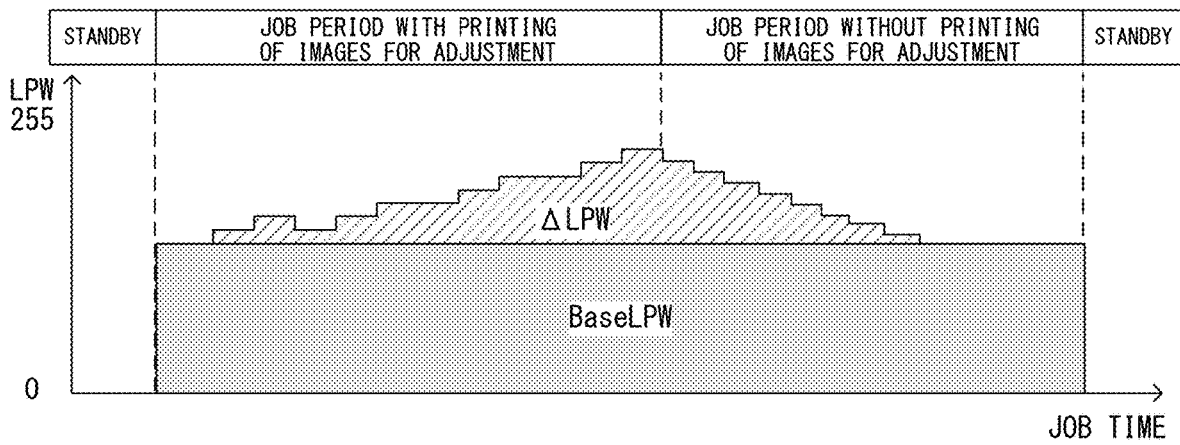 STANDBY
JOB PERIOD WITH PRINTING
OF IMAGES FOR ADJUSTMENT
JOB PERIOD WITHOUT PRINTING
OF IMAGES FOR ADJUSTMENT
STANDBY
LPW
255
ΔLPW
BaseLPW
0
JOB TIME